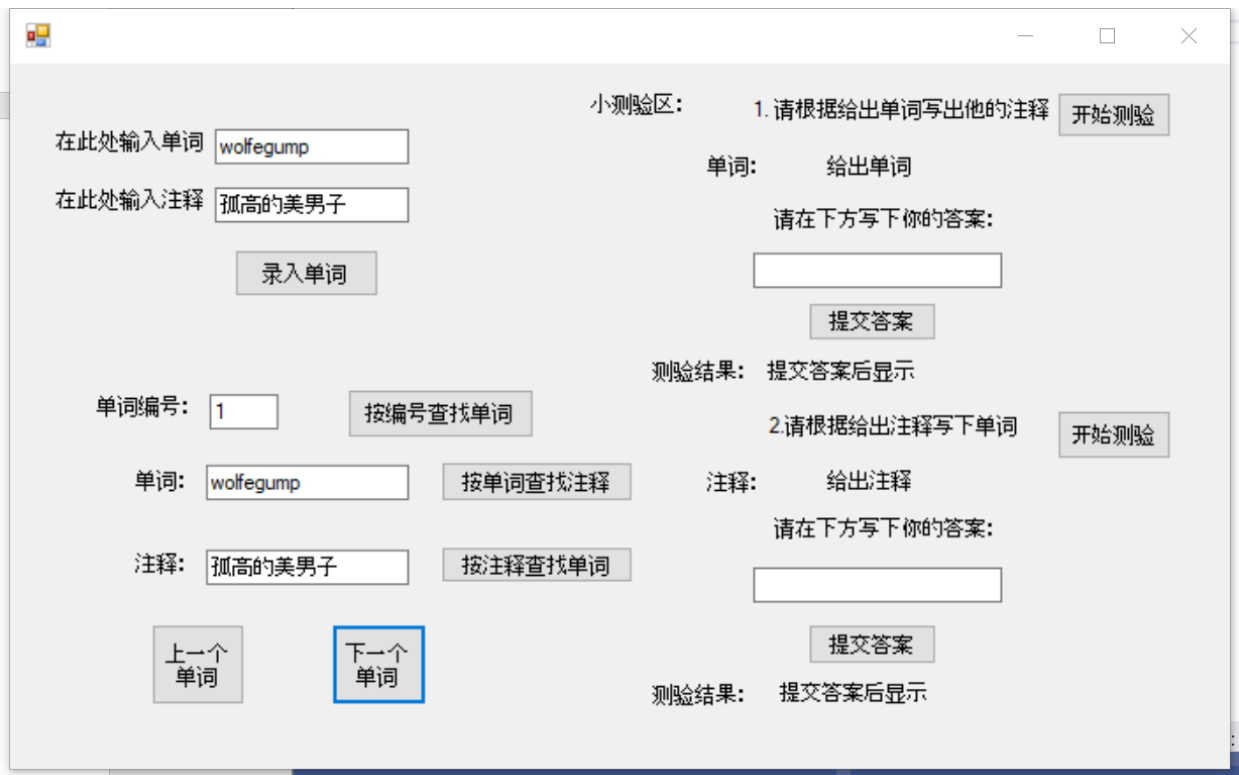 在此处输入单词 wolfegump
在此处输入注释 孤高的美男子
录入单词
单词编号： 1 按编号查找单词
单词： wolfegump 按单词查找注释
注释： 孤高的美男子 按注释查找单词
上一个
单词
下一个
单词
小测验区： 1. 请根据给出单词写出他的注释 开始测验
单词： 给出单词
请在下方写下你的答案：
提交答案
测验结果： 提交答案后显示
2.请根据给出注释写下单词 开始测验
注释： 给出注释
请在下方写下你的答案：
提交答案
测验结果： 提交答案后显示